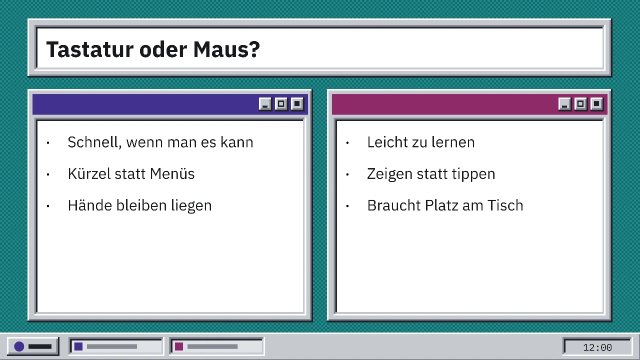 Tastatur oder Maus?
· Schnell, wenn man es kann
· Kürzel statt Menüs
· Hände bleiben liegen
· Leicht zu lernen
· Zeigen statt tippen
· Braucht Platz am Tisch
12:00